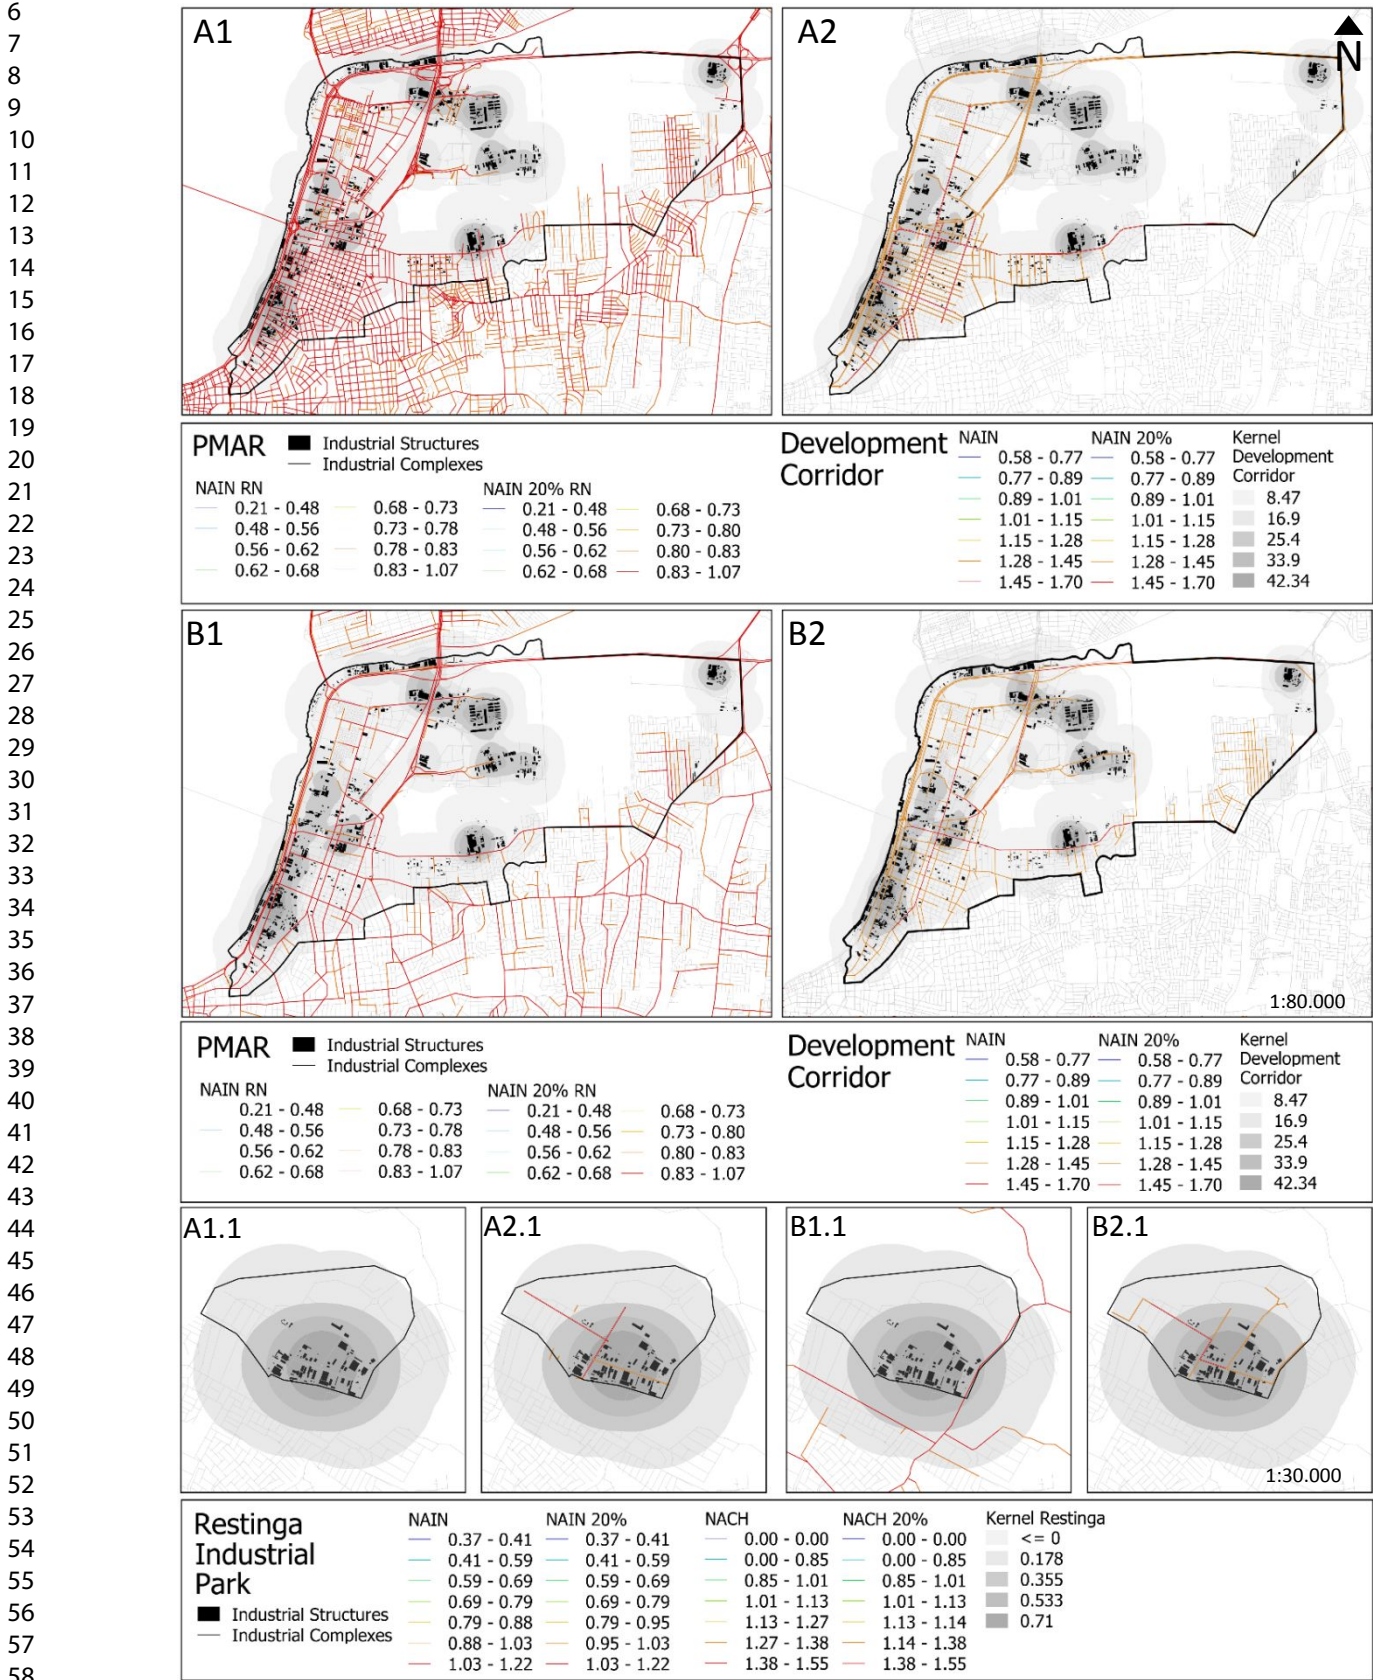 6
7
8
9
10
11
12
13
14
15
16
17
18
19
20
21
22
23
24
25
26
27
28
29
30
31
32
33
34
35
36
37
38
39
40
41
42
43
44
45
46
47
48
49
50
51
52
53
54
55
56
57
58
A1
A2
N
PMAR
Industrial Structures
Industrial Complexes
NAIN RN
0.21 - 0.48
0.48 - 0.56
0.56 - 0.62
0.62 - 0.68
0.68 - 0.73
0.73 - 0.78
0.78 - 0.83
0.83 - 1.07
NAIN 20% RN
0.21 - 0.48
0.48 - 0.56
0.56 - 0.62
0.62 - 0.68
0.68 - 0.73
0.73 - 0.80
0.80 - 0.83
0.83 - 1.07
Development
Corridor
NAIN
0.58 - 0.77
0.77 - 0.89
0.89 - 1.01
1.01 - 1.15
1.15 - 1.28
1.28 - 1.45
1.45 - 1.70
NAIN 20%
0.58 - 0.77
0.77 - 0.89
0.89 - 1.01
1.01 - 1.15
1.15 - 1.28
1.28 - 1.45
1.45 - 1.70
Kernel
Development
Corridor
8.47
16.9
25.4
33.9
42.34
B1
B2
1:80.000
PMAR
Industrial Structures
Industrial Complexes
NAIN RN
0.21 - 0.48
0.48 - 0.56
0.56 - 0.62
0.62 - 0.68
0.68 - 0.73
0.73 - 0.78
0.78 - 0.83
0.83 - 1.07
NAIN 20% RN
0.21 - 0.48
0.48 - 0.56
0.56 - 0.62
0.62 - 0.68
0.68 - 0.73
0.73 - 0.80
0.80 - 0.83
0.83 - 1.07
Development
Corridor
NAIN
0.58 - 0.77
0.77 - 0.89
0.89 - 1.01
1.01 - 1.15
1.15 - 1.28
1.28 - 1.45
1.45 - 1.70
NAIN 20%
0.58 - 0.77
0.77 - 0.89
0.89 - 1.01
1.01 - 1.15
1.15 - 1.28
1.28 - 1.45
1.45 - 1.70
Kernel
Development
Corridor
8.47
16.9
25.4
33.9
42.34
A1.1
A2.1
B1.1
B2.1
1:30.000
Restinga
Industrial
Park
Industrial Structures
Industrial Complexes
NAIN
0.37 - 0.41
0.41 - 0.59
0.59 - 0.69
0.69 - 0.79
0.79 - 0.88
0.88 - 1.03
1.03 - 1.22
NAIN 20%
0.37 - 0.41
0.41 - 0.59
0.59 - 0.69
0.69 - 0.79
0.79 - 0.95
0.95 - 1.03
1.03 - 1.22
NACH
0.00 - 0.00
0.00 - 0.85
0.85 - 1.01
1.01 - 1.13
1.13 - 1.27
1.27 - 1.38
1.38 - 1.55
NACH 20%
0.00 - 0.00
0.00 - 0.85
0.85 - 1.01
1.01 - 1.13
1.13 - 1.14
1.14 - 1.38
1.38 - 1.55
Kernel Restinga
<= 0
0.178
0.355
0.533
0.71